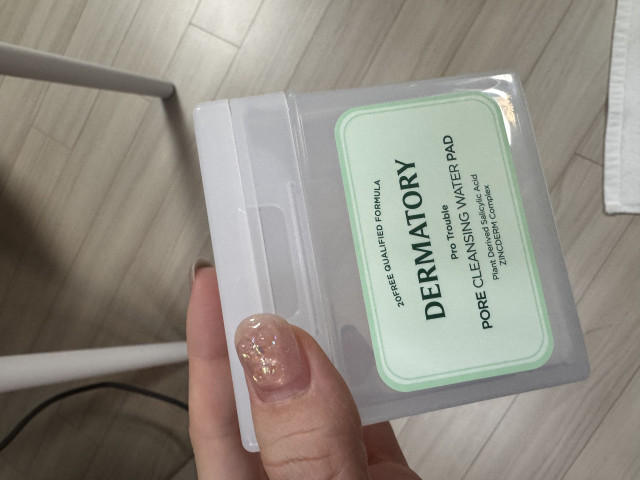 20FREE QUALIFIED FORMULA
DERMATORY
Pro Trouble
PORE CLEANSING WATER PAD
Plant Derived Salicylic Acid
ZINCDERM Complex